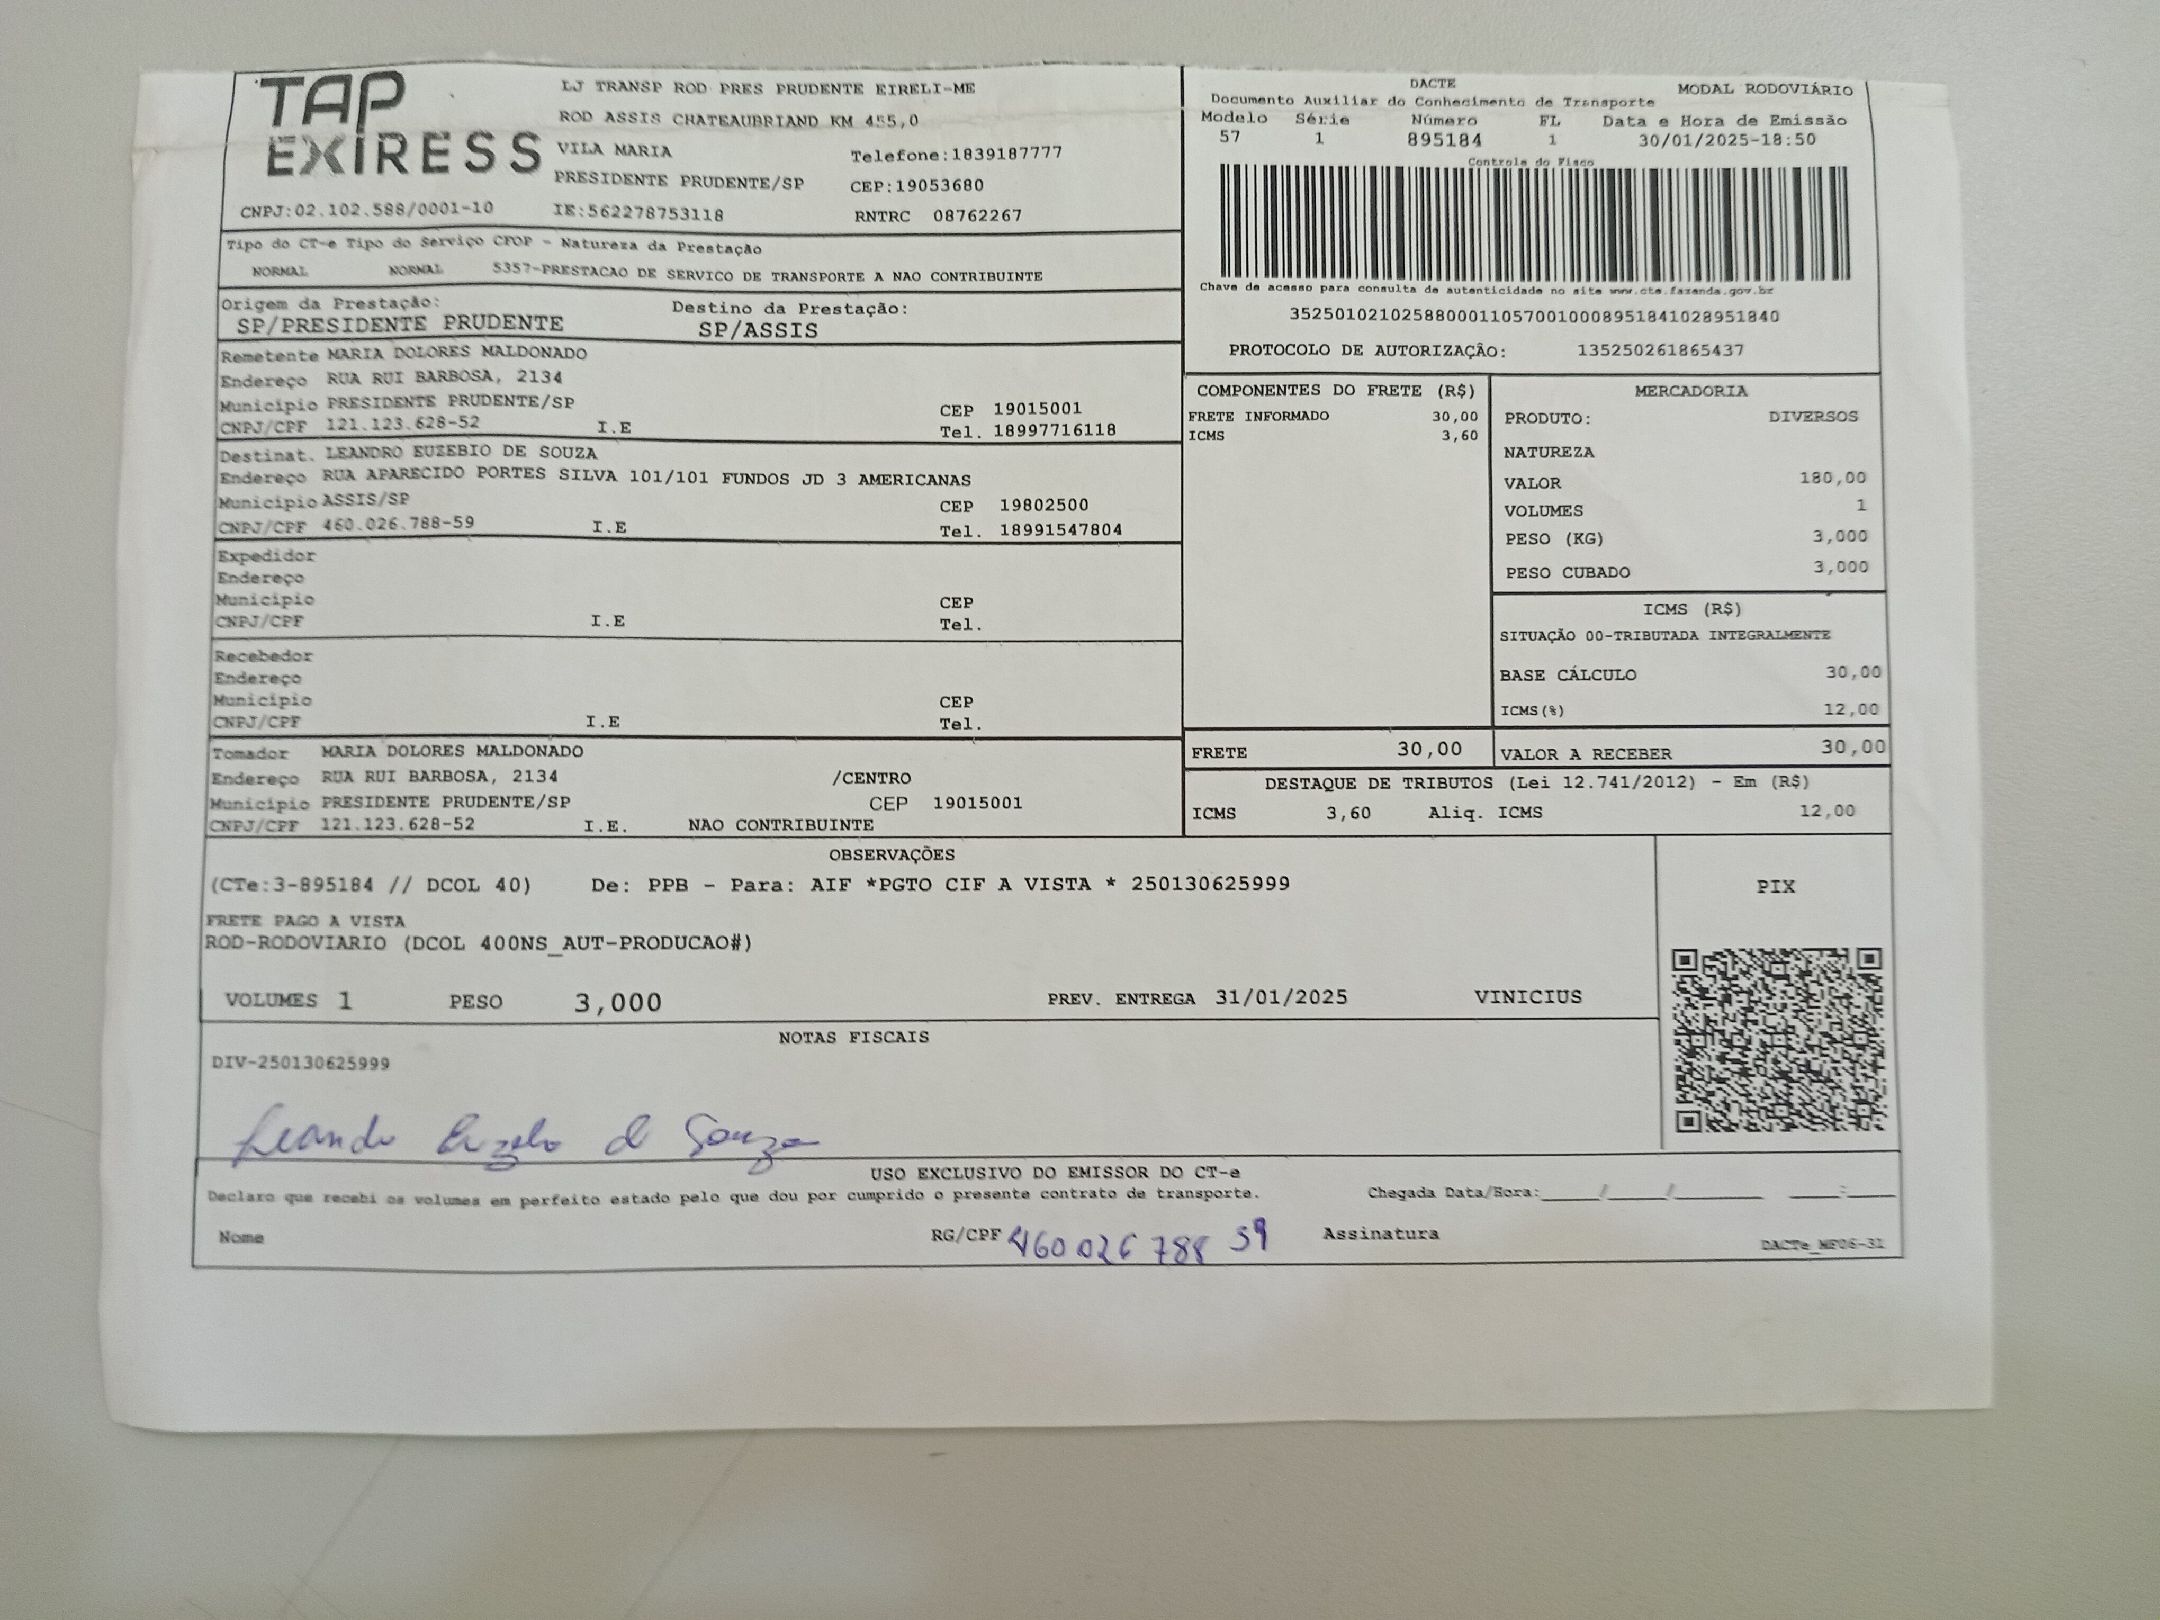 TAP
EXIRESS
LJ TRANSP ROD PRES PRUDENTE EIRELI-ME
ROD ASSIS CHATEAUBRIAND KM 455,0
VILA MARIA Telefone:1839187777
PRESIDENTE PRUDENTE/SP CEP:19053680
CNPJ:02.102.588/0001-10 IE:562278753118 RNTRC 08762267
DACTE MODAL RODOVIÁRIO
Documento Auxiliar do Conhecimento de Transporte
Modelo Série Número FL Data e Hora de Emissão
57 1 895184 1 30/01/2025-18:50
Controle do Fisco
Chave de acesso para consulta de autenticidade no site www.cte.fazenda.gov.br
35250102102588000110570010008951841028951840
PROTOCOLO DE AUTORIZAÇÃO: 135250261865437
Tipo do CT-e Tipo do Serviço CFOP - Natureza da Prestação
NORMAL NORMAL 5357-PRESTACAO DE SERVICO DE TRANSPORTE A NAO CONTRIBUINTE
Origem da Prestação: Destino da Prestação:
SP/PRESIDENTE PRUDENTE SP/ASSIS
Remetente MARIA DOLORES MALDONADO
Endereço RUA RUI BARBOSA, 2134
Município PRESIDENTE PRUDENTE/SP CEP 19015001
CNPJ/CPF 121.123.628-52 I.E Tel. 18997716118
Destinat. LEANDRO EUZEBIO DE SOUZA
Endereço RUA APARECIDO PORTES SILVA 101/101 FUNDOS JD 3 AMERICANAS
Município ASSIS/SP CEP 19802500
CNPJ/CPF 460.026.788-59 I.E Tel. 18991547804
Expedidor
Endereço
Município CEP
CNPJ/CPF I.E Tel.
Recebedor
Endereço
Município CEP
CNPJ/CPF I.E Tel.
Tomador MARIA DOLORES MALDONADO
Endereço RUA RUI BARBOSA, 2134 /CENTRO
Município PRESIDENTE PRUDENTE/SP CEP 19015001
CNPJ/CPF 121.123.628-52 I.E. NAO CONTRIBUINTE
COMPONENTES DO FRETE (R$)
FRETE INFORMADO 30,00
ICMS 3,60
MERCADORIA
PRODUTO: DIVERSOS
NATUREZA
VALOR 180,00
VOLUMES 1
PESO (KG) 3,000
PESO CUBADO 3,000
ICMS (R$)
SITUAÇÃO 00-TRIBUTADA INTEGRALMENTE
BASE CÁLCULO 30,00
ICMS(%) 12,00
FRETE 30,00 VALOR A RECEBER 30,00
DESTAQUE DE TRIBUTOS (Lei 12.741/2012) - Em (R$)
ICMS 3,60 Aliq. ICMS 12,00
OBSERVAÇÕES
(CTe:3-895184 // DCOL 40) De: PPB - Para: AIF *PGTO CIF A VISTA * 250130625999
FRETE PAGO A VISTA
ROD-RODOVIARIO (DCOL 400NS_AUT-PRODUCAO#)
VOLUMES 1 PESO 3,000 PREV. ENTREGA 31/01/2025 VINICIUS
PIX
NOTAS FISCAIS
DIV-250130625999
USO EXCLUSIVO DO EMISSOR DO CT-e
Declaro que recebi os volumes em perfeito estado pelo que dou por cumprido o presente contrato de transporte. Chegada Data/Hora:____/____/______ ___:___
Nome RG/CPF 460 026 788 59 Assinatura DACTe_MF06-31